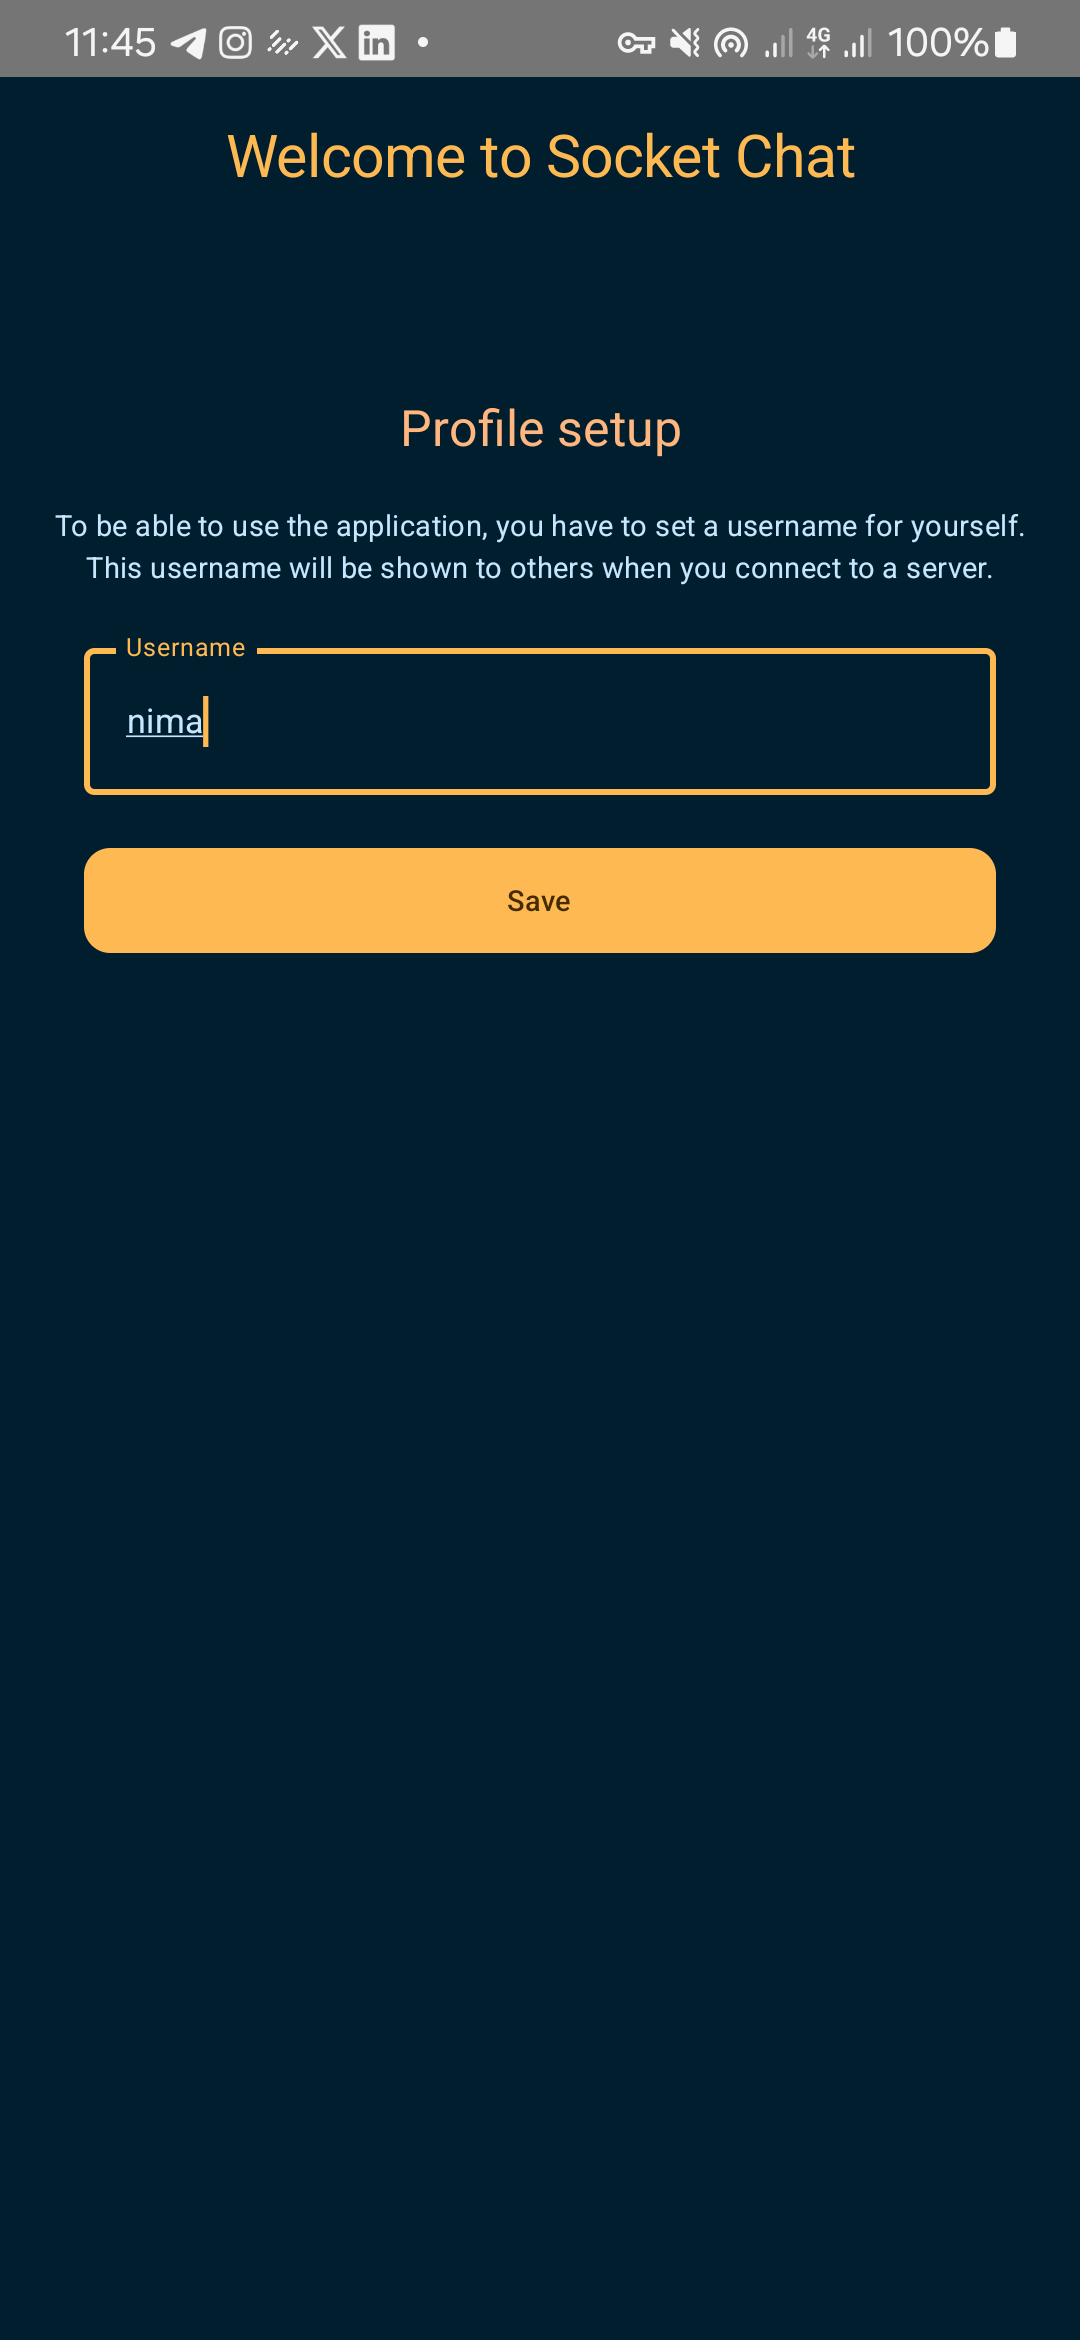 11:45 4G 100%
Welcome to Socket Chat
Profile setup
To be able to use the application, you have to set a username for yourself.
This username will be shown to others when you connect to a server.
Username
nima
Save